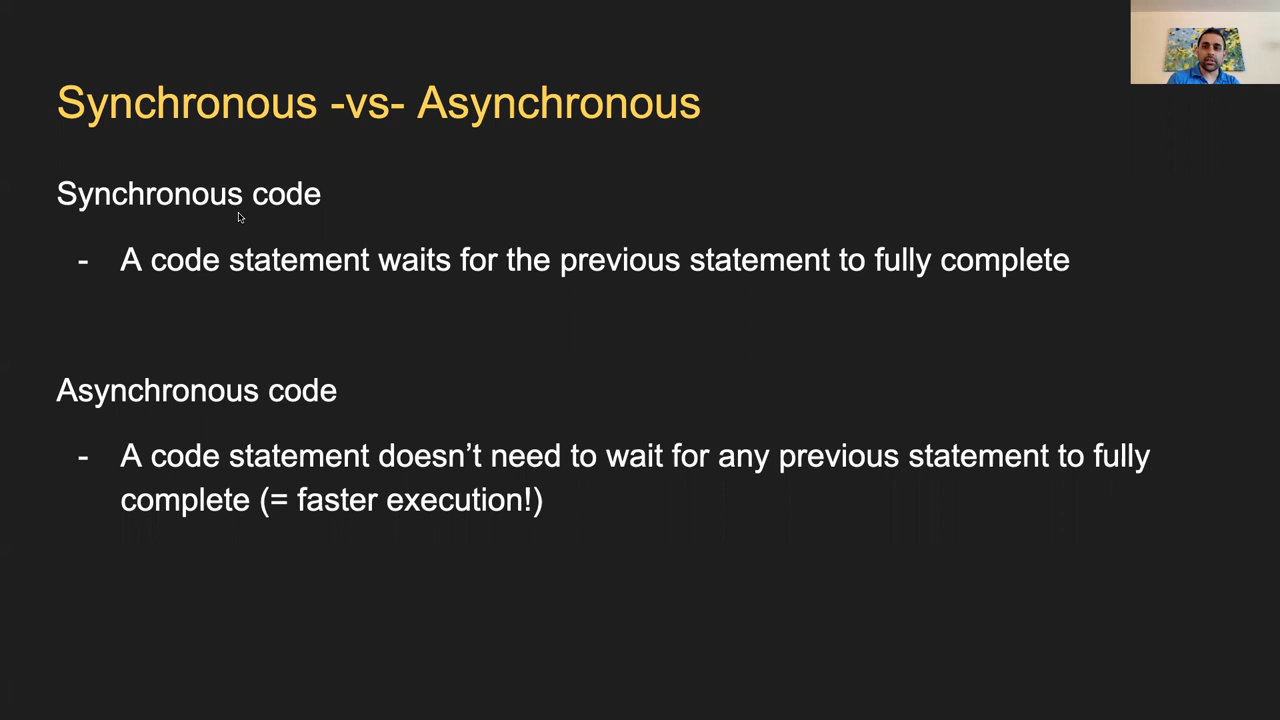 Synchronous -vs- Asynchronous
Synchronous code
- A code statement waits for the previous statement to fully complete
Asynchronous code
- A code statement doesn’t need to wait for any previous statement to fully
complete (= faster execution!)